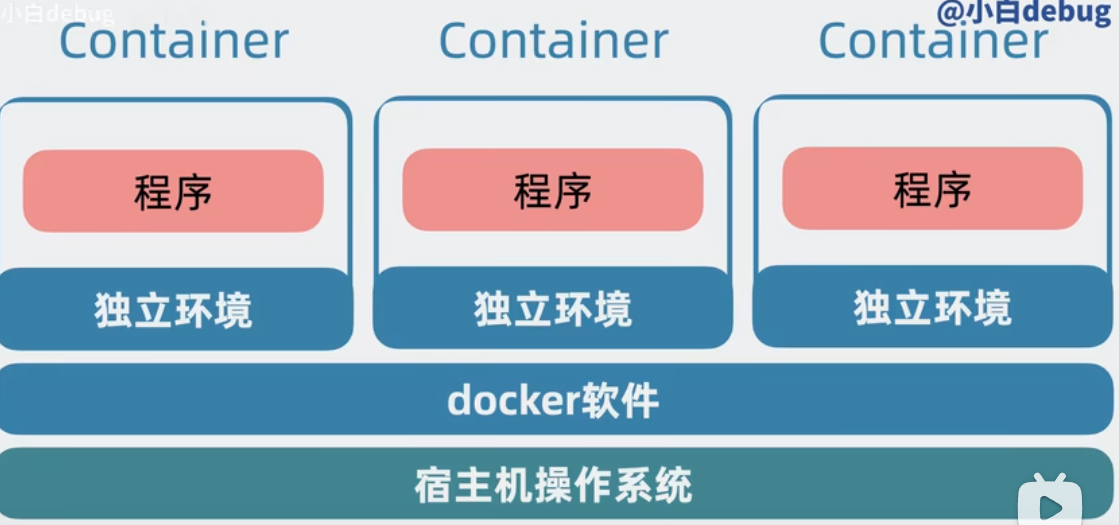 小白debug
@小白debug
Container Container Container
程序 程序 程序
独立环境 独立环境 独立环境
docker软件
宿主机操作系统